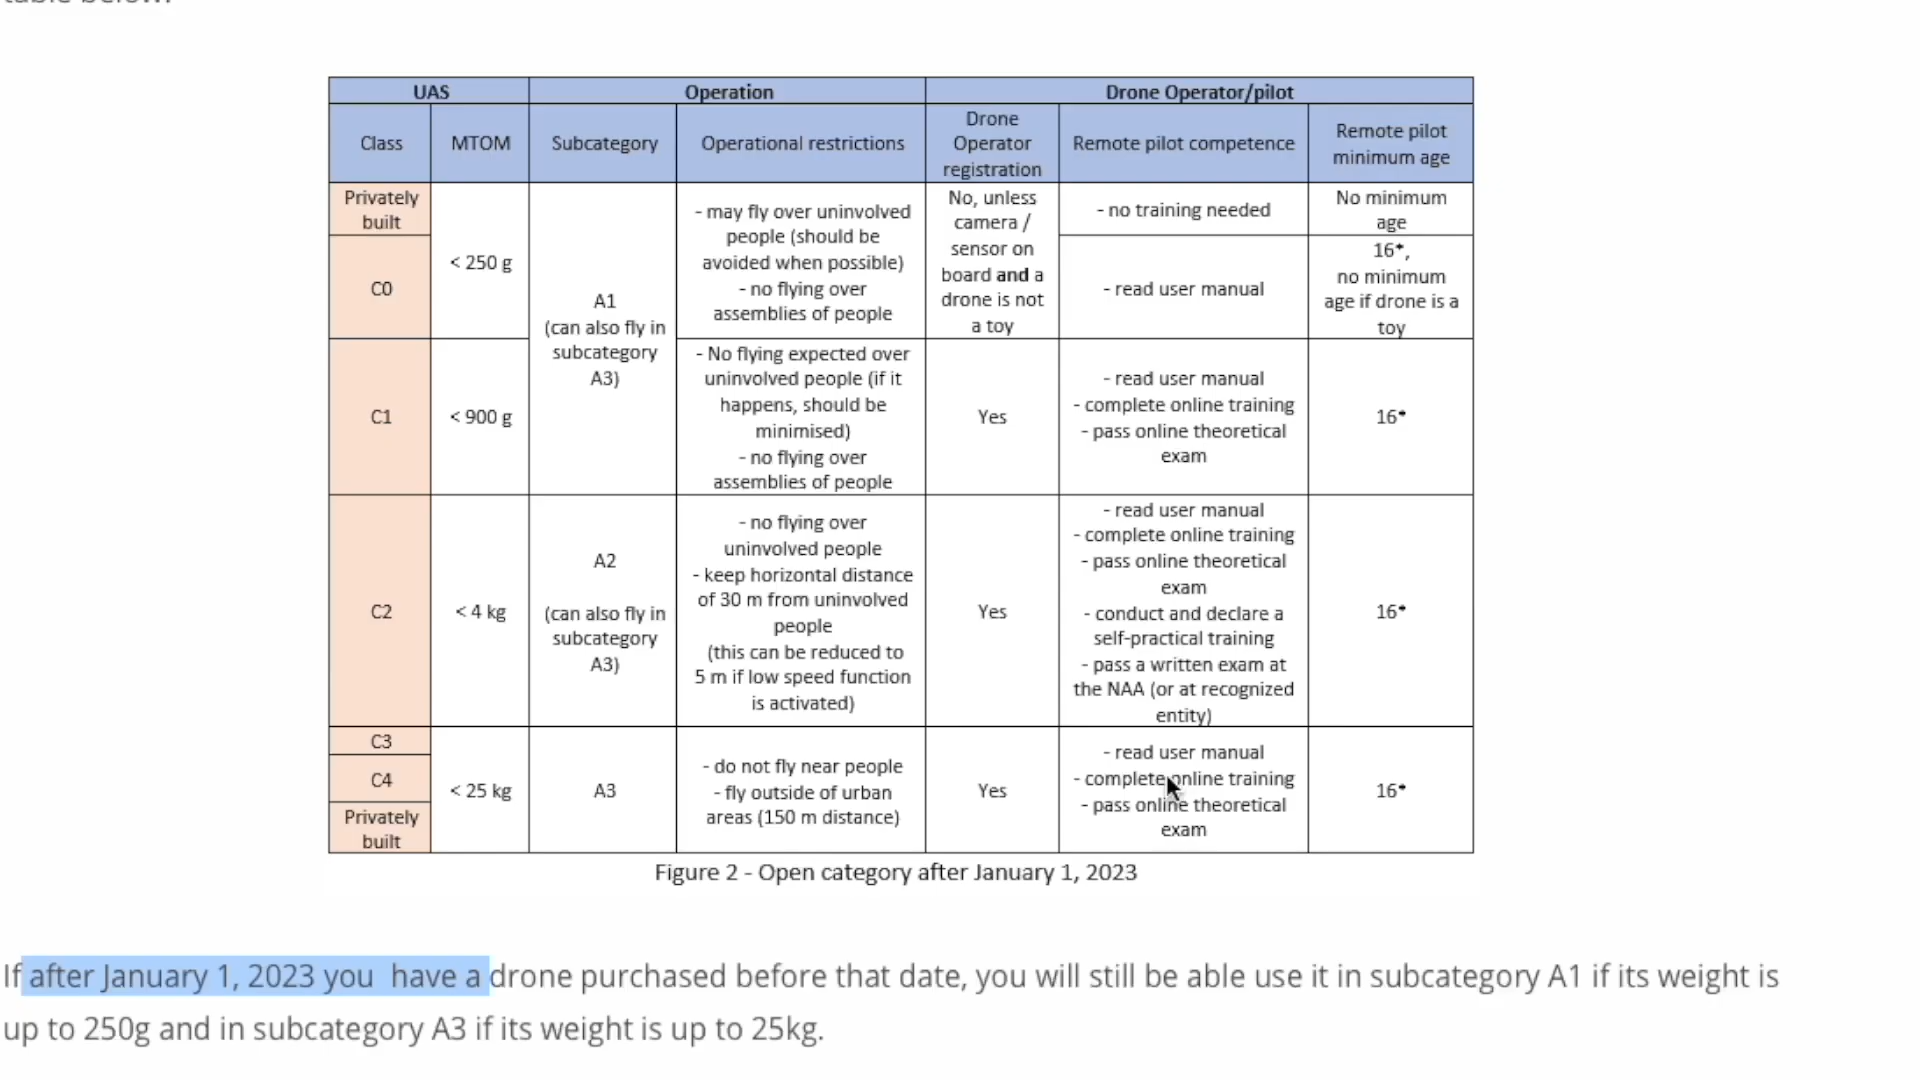 table below.
UAS
Operation
Drone Operator/pilot
Class
MTOM
Subcategory
Operational restrictions
Drone
Operator
registration
Remote pilot competence
Remote pilot
minimum age
Privately
built
< 250 g
A1
(can also fly in
subcategory
A3)
- may fly over uninvolved
people (should be
avoided when possible)
- no flying over
assemblies of people
No, unless
camera /
sensor on
board and a
drone is not
a toy
- no training needed
No minimum
age
C0
- read user manual
16*,
no minimum
age if drone is a
toy
C1
< 900 g
- No flying expected over
uninvolved people (if it
happens, should be
minimised)
- no flying over
assemblies of people
Yes
- read user manual
- complete online training
- pass online theoretical
exam
16*
C2
< 4 kg
A2
(can also fly in
subcategory
A3)
- no flying over
uninvolved people
- keep horizontal distance
of 30 m from uninvolved
people
(this can be reduced to
5 m if low speed function
is activated)
Yes
- read user manual
- complete online training
- pass online theoretical
exam
- conduct and declare a
self-practical training
- pass a written exam at
the NAA (or at recognized
entity)
16*
C3
C4
Privately
built
< 25 kg
A3
- do not fly near people
- fly outside of urban
areas (150 m distance)
Yes
- read user manual
- complete online training
- pass online theoretical
exam
16*
Figure 2 - Open category after January 1, 2023
If after January 1, 2023 you  have a drone purchased before that date, you will still be able use it in subcategory A1 if its weight is
up to 250g and in subcategory A3 if its weight is up to 25kg.